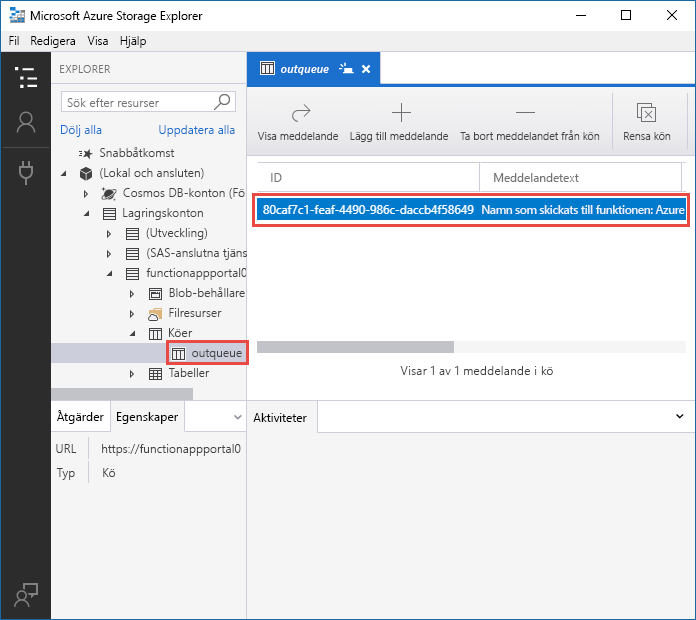 Microsoft Azure Storage Explorer
Fil Redigera Visa Hjälp
EXPLORER
Sök efter resurser
Dölj alla Uppdatera alla
Snabbåtkomst
(Lokal och ansluten)
Cosmos DB-konton (Fö
Lagringskonton
(Utveckling)
(SAS-anslutna tjäns
functionappportal0
Blob-behållare
Filresurser
Köer
outqueue
Tabeller
Åtgärder Egenskaper
URL https://functionappportal0
Typ Kö
outqueue
Visa meddelande Lägg till meddelande Ta bort meddelandet från kön Rensa kön
ID Meddelandetext
80caf7c1-feaf-4490-986c-daccb4f58649 Namn som skickats till funktionen: Azure
Visar 1 av 1 meddelande i kö
Aktiviteter